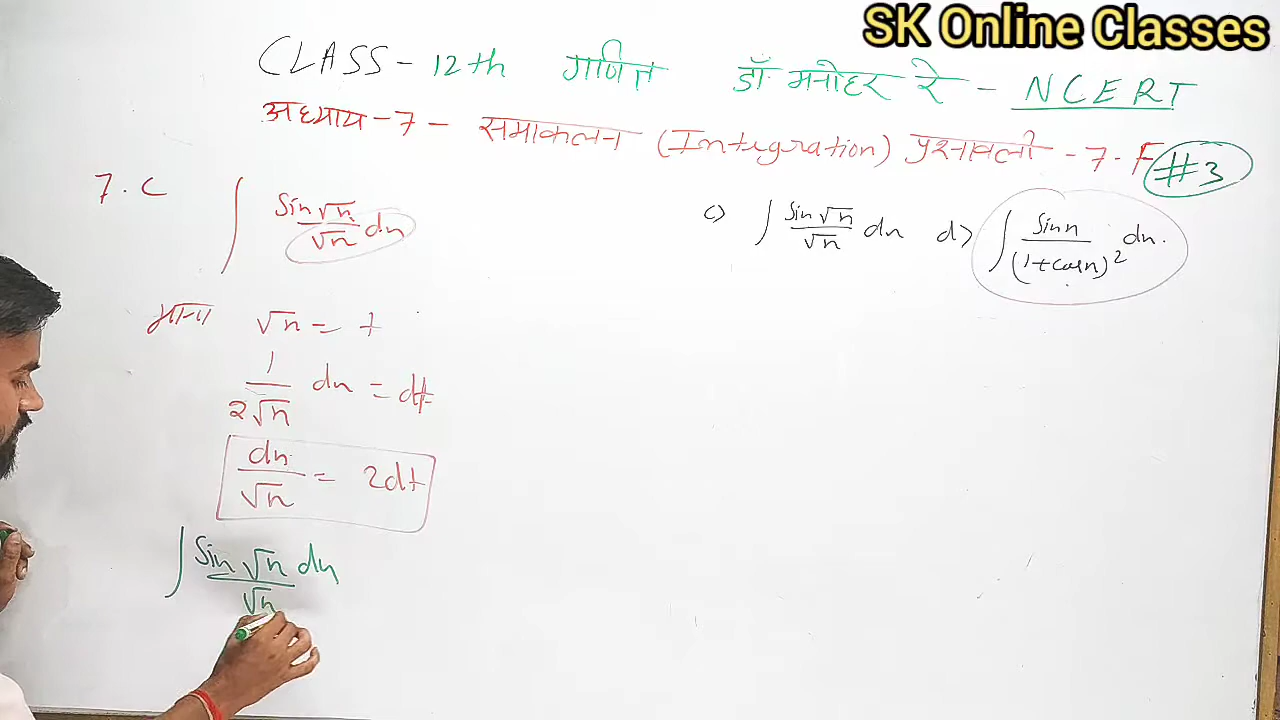 SK Online Classes
CLASS - 12th गणित डॉ मनोहर रे - NCERT
अध्याय - 7 - समाकलन (Integration) प्रश्नावली - 7. F #3
7. C ∫ Sin√n/√n dn
c) ∫ Sin√n/√n dn d) ∫ Sin n/(1+Cosn)² dn.
माना √n = t
1/2√n dn = dt
dn/√n = 2dt
∫ Sin√n/√n dn